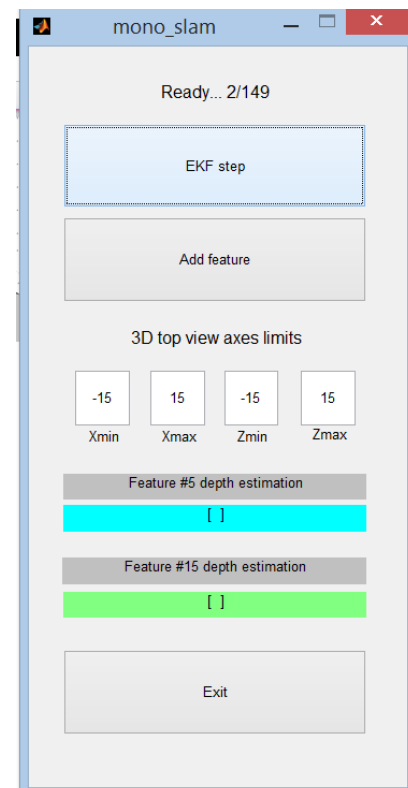 mono_slam
Ready... 2/149
EKF step
Add feature
3D top view axes limits
-15 15 -15 15
Xmin Xmax Zmin Zmax
Feature #5 depth estimation
[ ]
Feature #15 depth estimation
[ ]
Exit